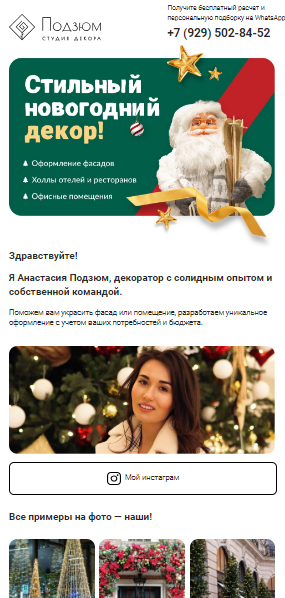 Подзюм
СТУДИЯ ДЕКОРА
Получите бесплатный расчет и
персональную подборку на WhatsApp
+7 (929) 502-84-52
Стильный
новогодний
декор!
Оформление фасадов
Холлы отелей и ресторанов
Офисные помещения
Здравствуйте!
Я Анастасия Подзюм, декоратор с солидным опытом и
собственной командой.
Поможем вам украсить фасад или помещение, разработаем уникальное
оформление с учетом ваших потребностей и бюджета.
Мой инстаграм
Все примеры на фото — наши!